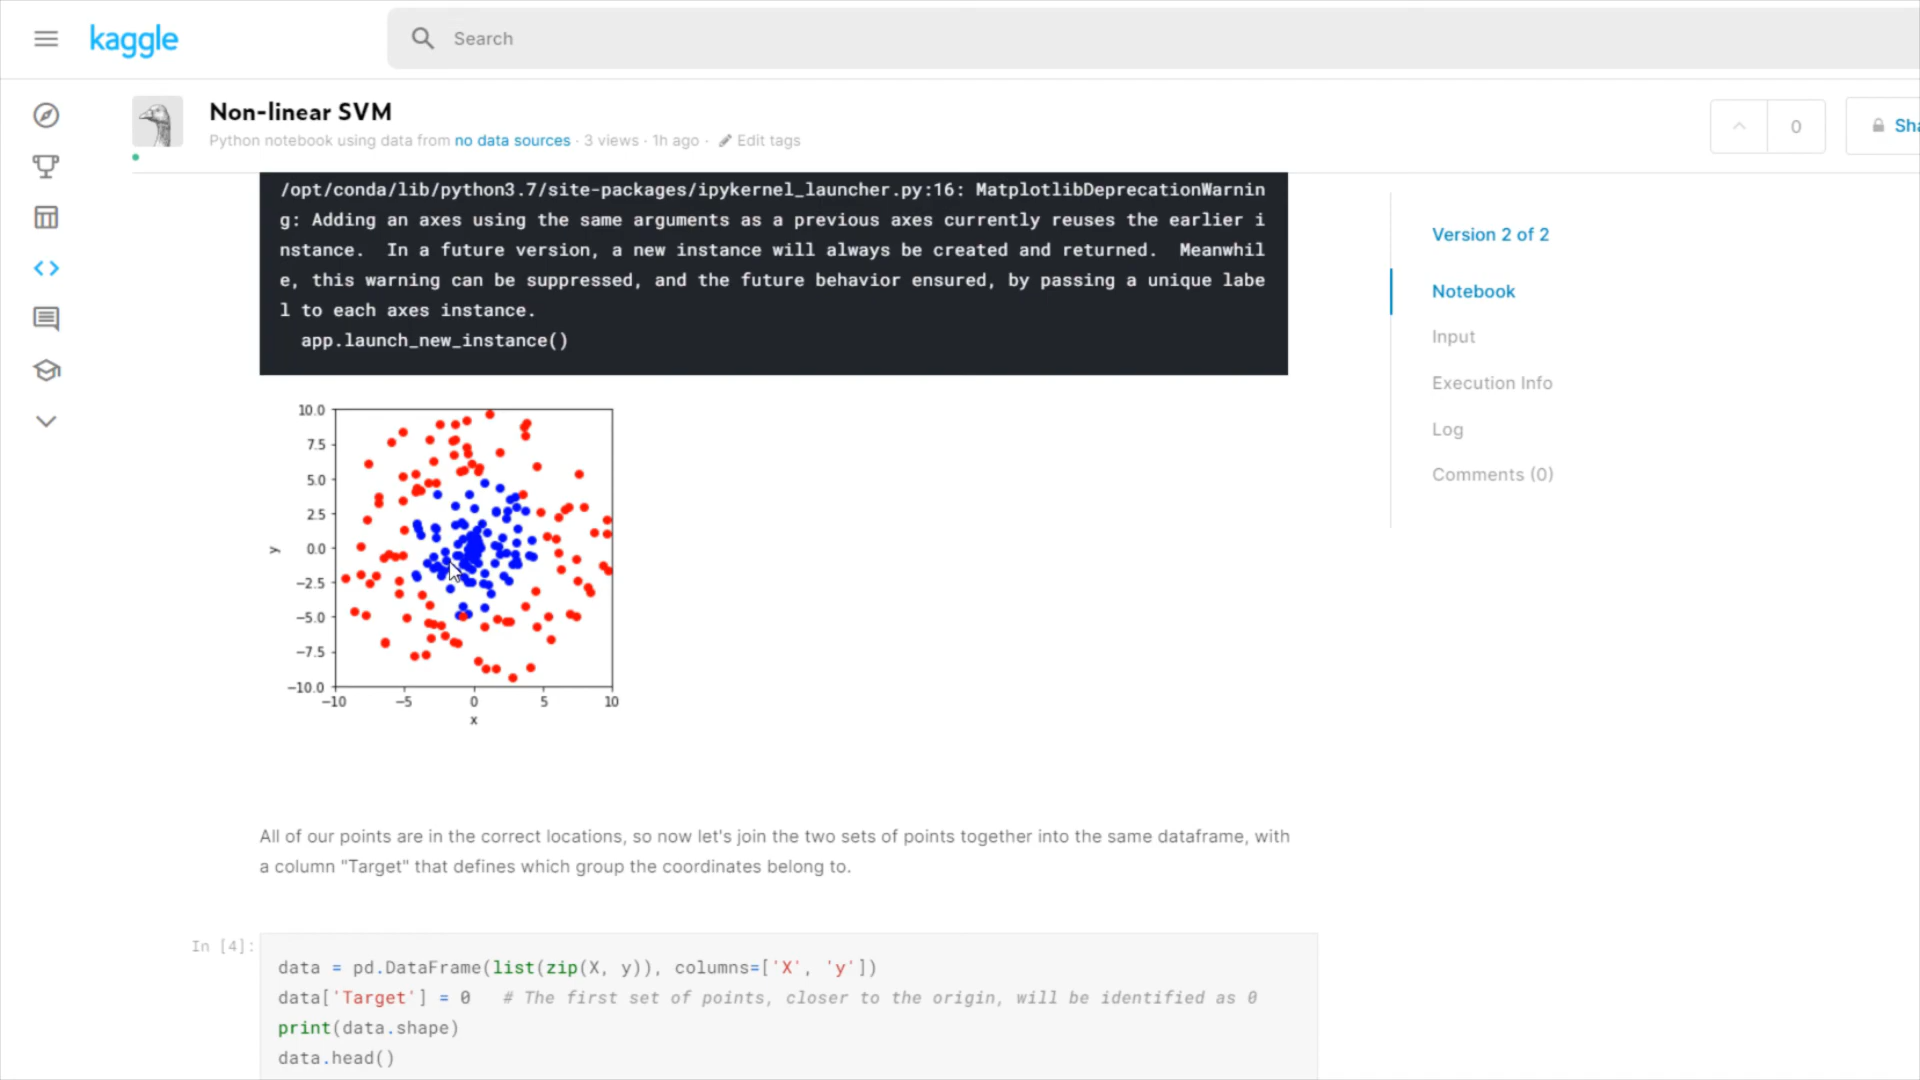 kaggle
Search
Non-linear SVM
Python notebook using data from no data sources · 3 views · 1h ago · Edit tags
0
Sha
/opt/conda/lib/python3.7/site-packages/ipykernel_launcher.py:16: MatplotlibDeprecationWarnin
g: Adding an axes using the same arguments as a previous axes currently reuses the earlier i
nstance.  In a future version, a new instance will always be created and returned.  Meanwhil
e, this warning can be suppressed, and the future behavior ensured, by passing a unique labe
l to each axes instance.
  app.launch_new_instance()
Version 2 of 2
Notebook
Input
Execution Info
Log
Comments (0)
10.0
7.5
5.0
2.5
0.0
−2.5
−5.0
−7.5
−10.0
y
−10 −5 0 5 10
x
All of our points are in the correct locations, so now let's join the two sets of points together into the same dataframe, with
a column "Target" that defines which group the coordinates belong to.
In [4]:
data = pd.DataFrame(list(zip(X, y)), columns=['X', 'y'])
data['Target'] = 0   # The first set of points, closer to the origin, will be identified as 0
print(data.shape)
data.head()